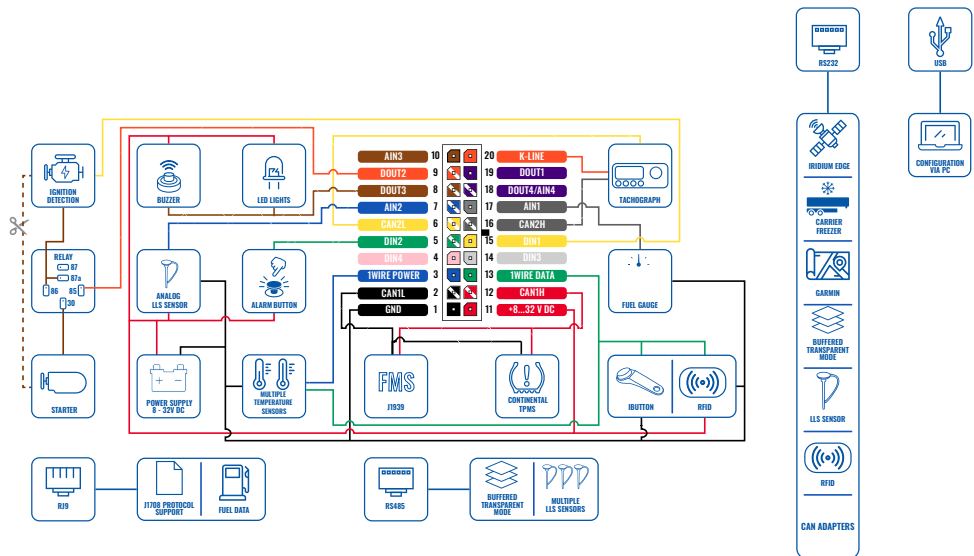 RS232
USB
IRIDIUM EDGE
CONFIGURATION
VIA PC
CARRIER
FREEZER
GARMIN
BUFFERED
TRANSPARENT
MODE
LLS SENSOR
RFID
CAN ADAPTERS
IGNITION
DETECTION
BUZZER
LED LIGHTS
AIN3 10 20 K-LINE
DOUT2 9 19 DOUT1
DOUT3 8 18 DOUT4/AIN4
AIN2 7 17 AIN1
CAN2L 6 16 CAN2H
DIN2 5 15 DIN1
DIN4 4 14 DIN3
1WIRE POWER 3 13 1WIRE DATA
CAN1L 2 12 CAN1H
GND 1 11 +8...32 V DC
TACHOGRAPH
RELAY
87
87a
86 85
30
ANALOG
LLS SENSOR
ALARM BUTTON
FUEL GAUGE
STARTER
POWER SUPPLY
8 - 32V DC
MULTIPLE
TEMPERATURE
SENSORS
FMS
J1939
CONTINENTAL
TPMS
IBUTTON
RFID
RJ9
J1708 PROTOCOL
SUPPORT
FUEL DATA
RS485
BUFFERED
TRANSPARENT
MODE
MULTIPLE
LLS SENSORS